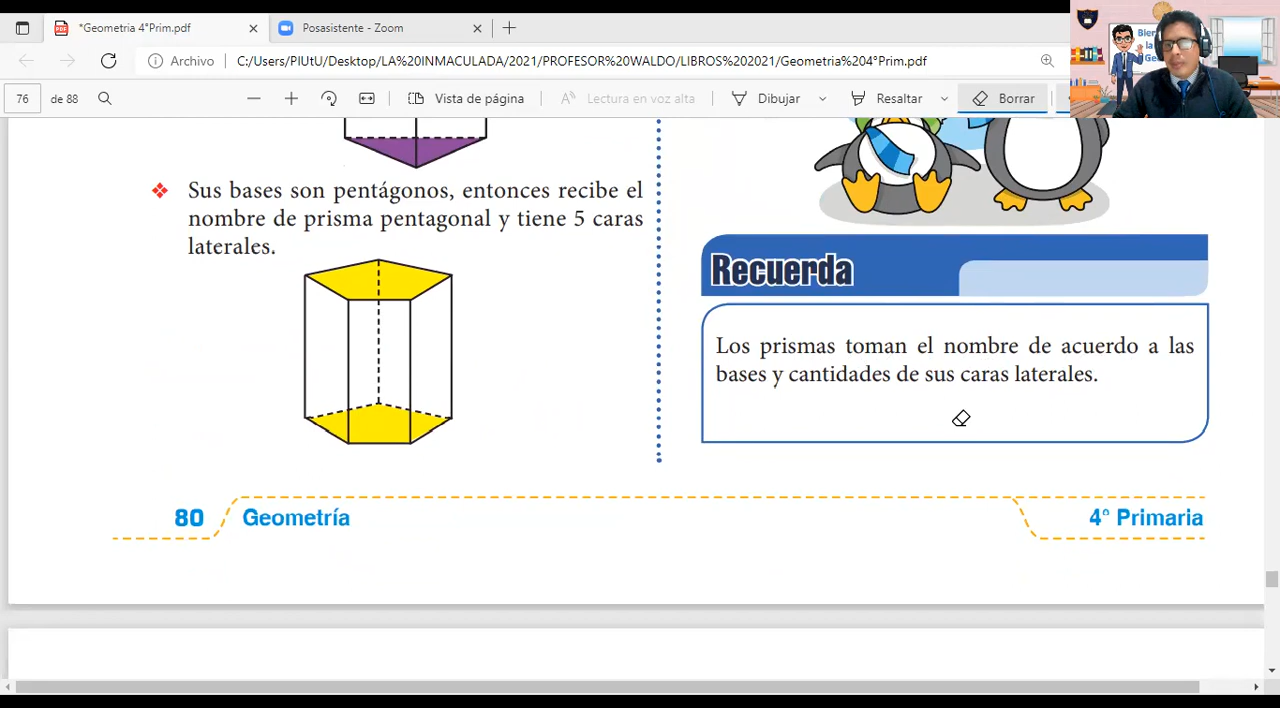 *Geometria 4°Prim.pdf
Posasistente - Zoom
Archivo
C:/Users/PIUtU/Desktop/LA%20INMACULADA/2021/PROFESOR%20WALDO/LIBROS%202021/Geometria%204°Prim.pdf
76
de 88
Vista de página
Lectura en voz alta
Dibujar
Resaltar
Borrar
Sus bases son pentágonos, entonces recibe el
nombre de prisma pentagonal y tiene 5 caras
laterales.
Recuerda
Los prismas toman el nombre de acuerdo a las
bases y cantidades de sus caras laterales.
80
Geometría
4° Primaria